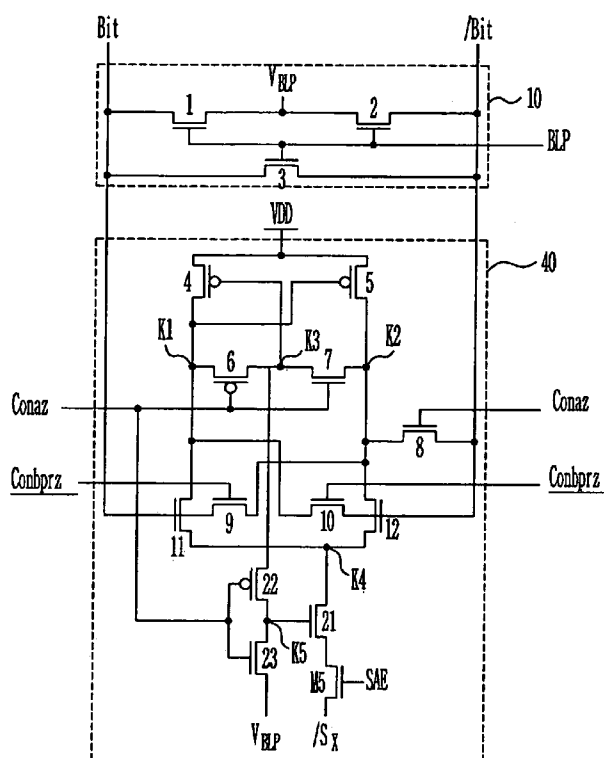 Bit /Bit
V_BLP
1 2 10
BLP
3
VDD
4 5 40
K1 K3 K2
6 7
Conaz Conaz
8
Conbprz Conbprz
9 10
11 12
K4
22
21
K5
23
M5 SAE
V_BLP /S_X